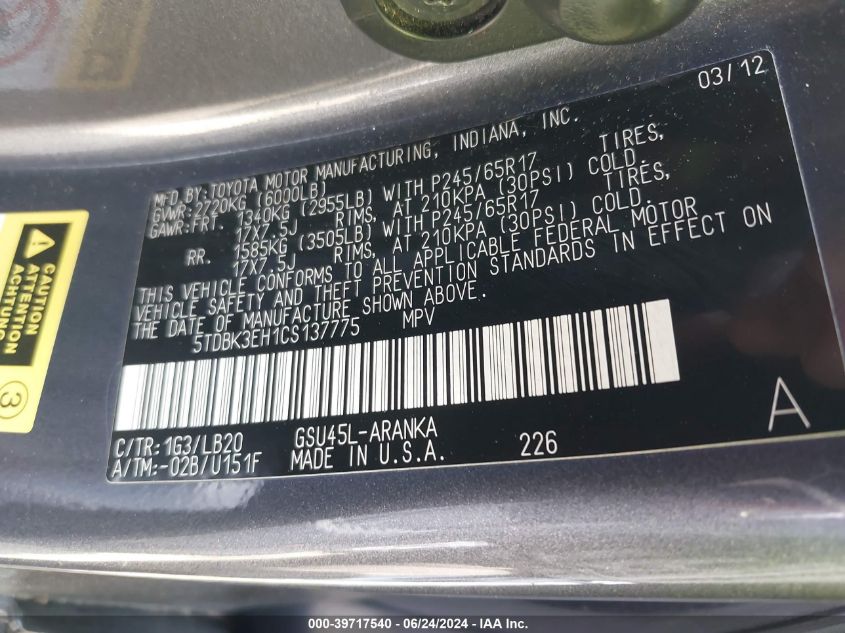 03/12
MFD.BY:TOYOTA MOTOR MANUFACTURING, INDIANA, INC.
GVWR:2720KG (6000LB)
GAWR:FRT. 1340KG (2955LB) WITH P245/65R17 TIRES,
17X7.5J RIMS, AT 210KPA (30PSI) COLD.
RR. 1585KG (3505LB) WITH P245/65R17 TIRES,
17X7.5J RIMS, AT 210KPA (30PSI) COLD.
THIS VEHICLE CONFORMS TO ALL APPLICABLE FEDERAL MOTOR
VEHICLE SAFETY AND THEFT PREVENTION STANDARDS IN EFFECT ON
THE DATE OF MANUFACTURE SHOWN ABOVE.
5TDBK3EH1CS137775 MPV
C/TR:1G3/LB20 GSU45L-ARANKA
A/TM:-02B/U151F MADE IN U.S.A. 226 A
CAUTION
ATTENTION
ACHTUNG
3
000-39717540 - 06/24/2024 - IAA Inc.